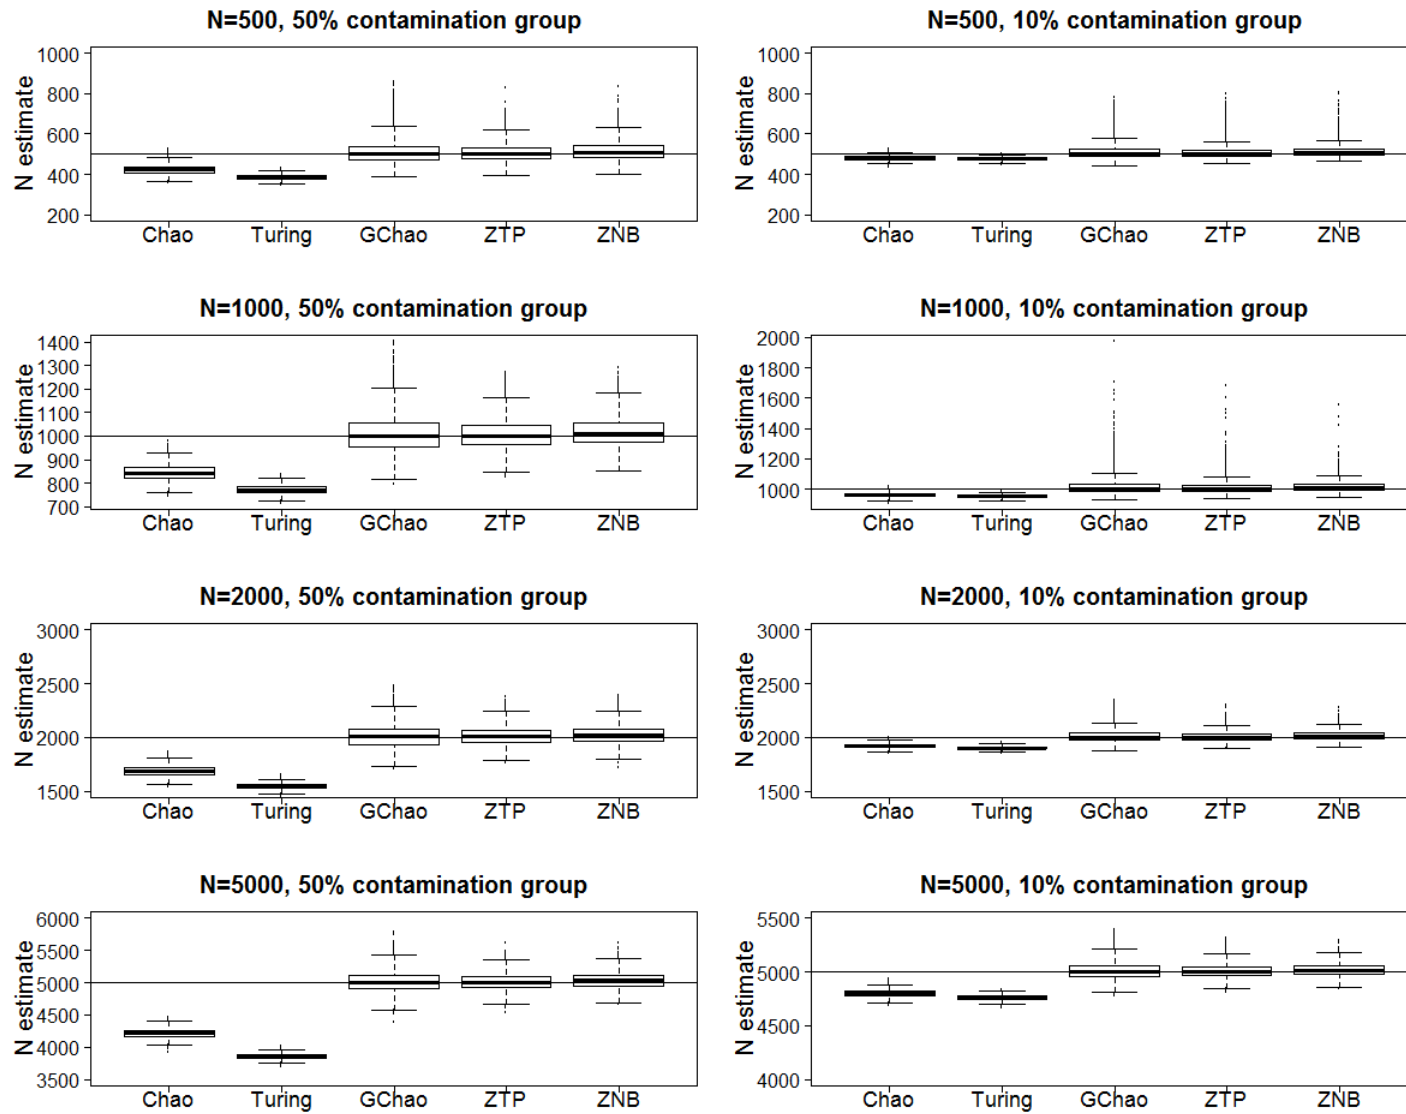 N=500, 50% contamination group
N estimate
1000
800
600
400
200
Chao Turing GChao ZTP ZNB
N=500, 10% contamination group
N estimate
1000
800
600
400
200
Chao Turing GChao ZTP ZNB
N=1000, 50% contamination group
N estimate
1400
1300
1200
1100
1000
900
800
700
Chao Turing GChao ZTP ZNB
N=1000, 10% contamination group
N estimate
2000
1800
1600
1400
1200
1000
Chao Turing GChao ZTP ZNB
N=2000, 50% contamination group
N estimate
3000
2500
2000
1500
Chao Turing GChao ZTP ZNB
N=2000, 10% contamination group
N estimate
3000
2500
2000
1500
Chao Turing GChao ZTP ZNB
N=5000, 50% contamination group
N estimate
6000
5500
5000
4500
4000
3500
Chao Turing GChao ZTP ZNB
N=5000, 10% contamination group
N estimate
5500
5000
4500
4000
Chao Turing GChao ZTP ZNB